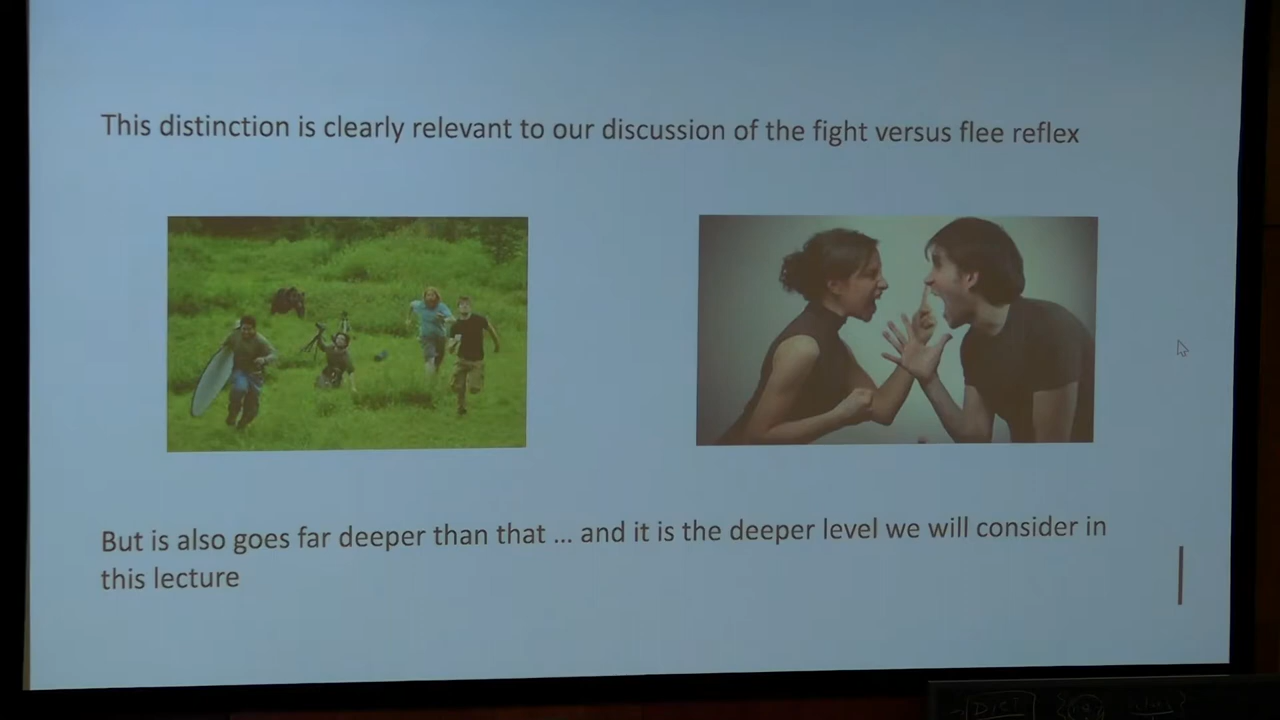 This distinction is clearly relevant to our discussion of the fight versus flee reflex
But is also goes far deeper than that ... and it is the deeper level we will consider in
this lecture
DICT